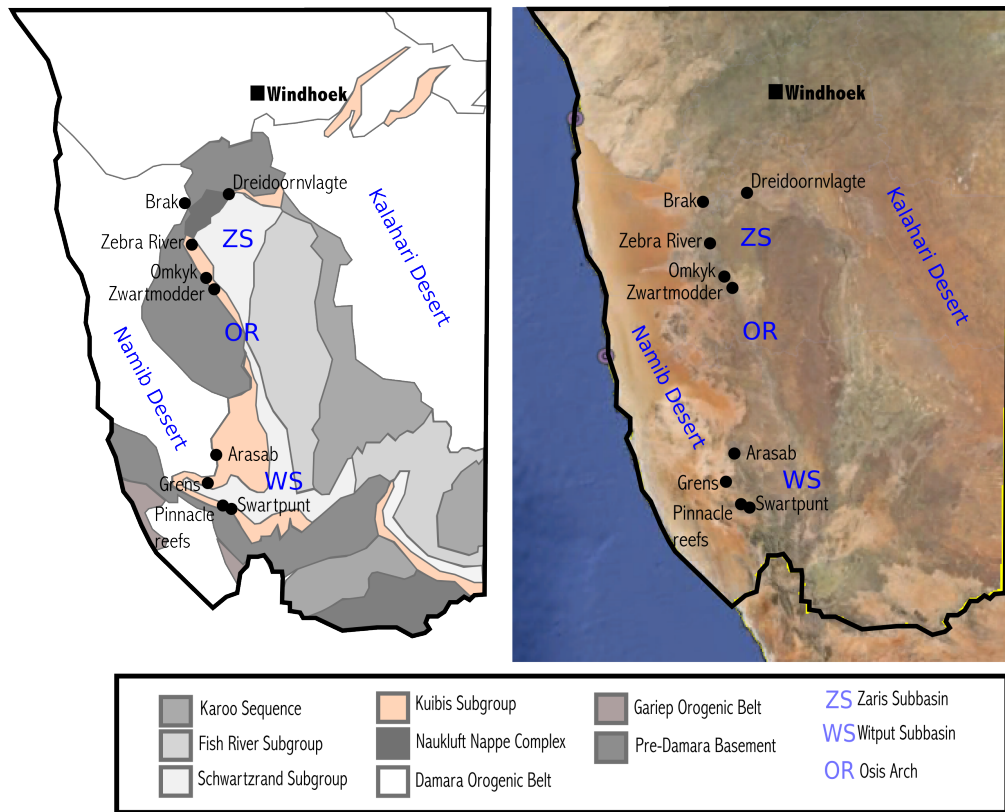 Windhoek
Dreidoornvlagte
Brak
Kalahari Desert
ZS
Zebra River
Omkyk
Zwartmodder
OR
Namib Desert
Arasab
WS
Grens
Swartpunt
Pinnacle
reefs
Windhoek
Dreidoornvlagte
Brak
Kalahari Desert
ZS
Zebra River
Omkyk
Zwartmodder
OR
Namib Desert
Arasab
WS
Grens
Swartpunt
Pinnacle
reefs
Karoo Sequence
Fish River Subgroup
Schwartzrand Subgroup
Kuibis Subgroup
Naukluft Nappe Complex
Damara Orogenic Belt
Gariep Orogenic Belt
Pre-Damara Basement
ZS Zaris Subbasin
WS Witput Subbasin
OR Osis Arch